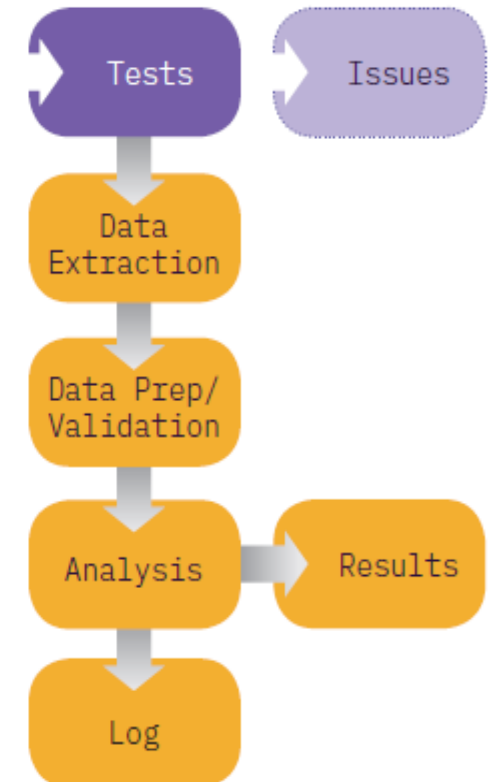 Tests
Issues
Data
Extraction
Data Prep/
Validation
Analysis
Results
Log